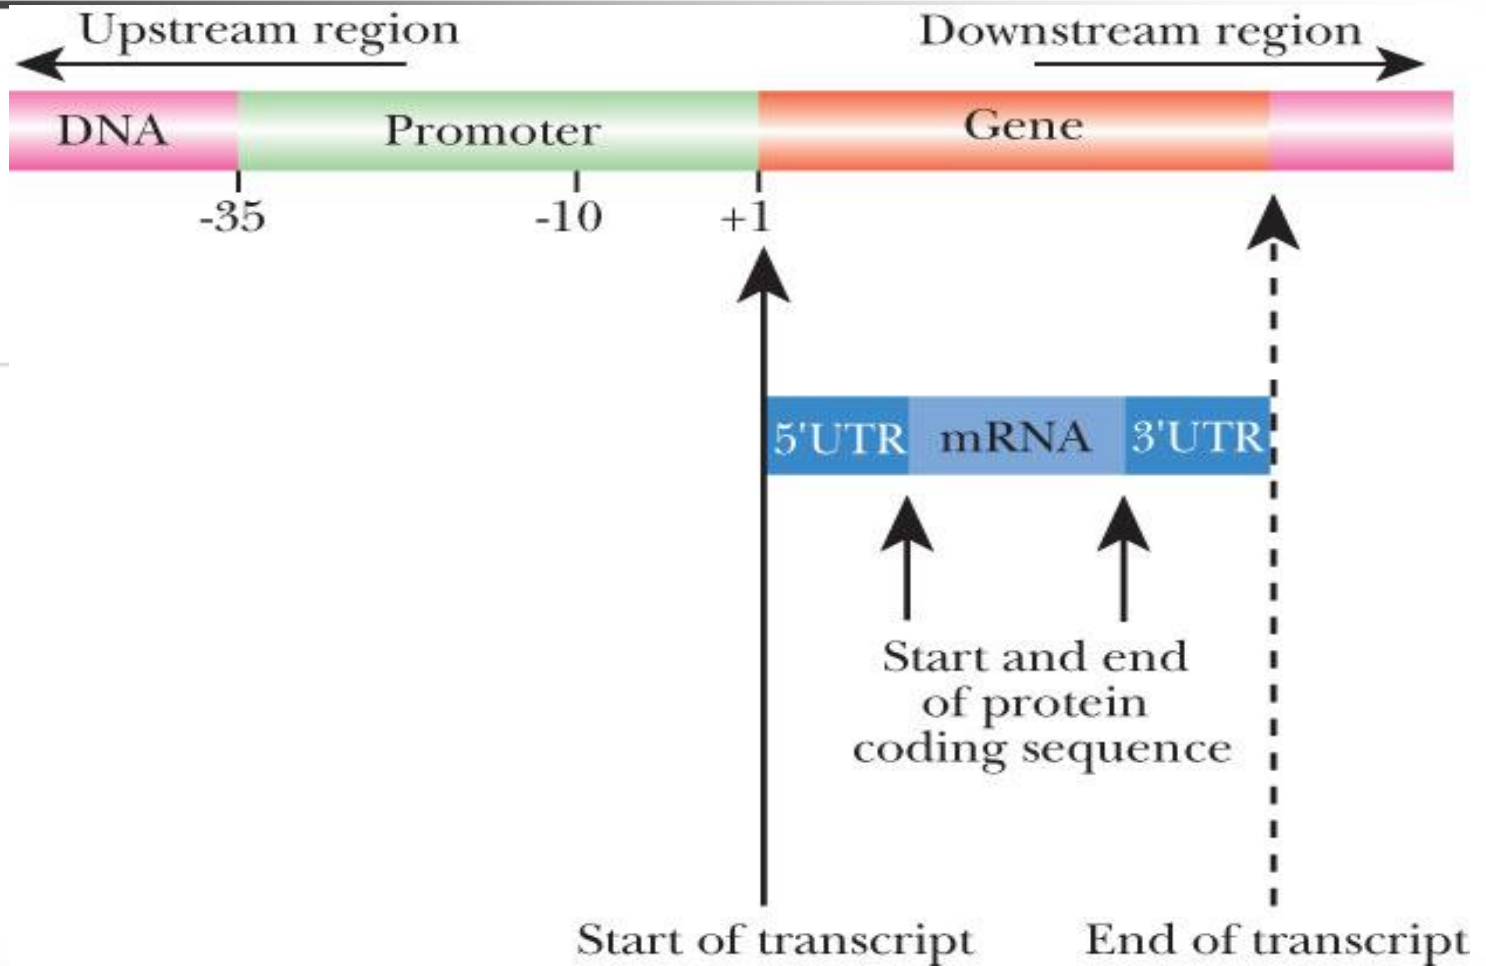 Upstream region
Downstream region
DNA
Promoter
Gene
-35
-10
+1
5'UTR
mRNA
3'UTR
Start and end
of protein
coding sequence
Start of transcript
End of transcript